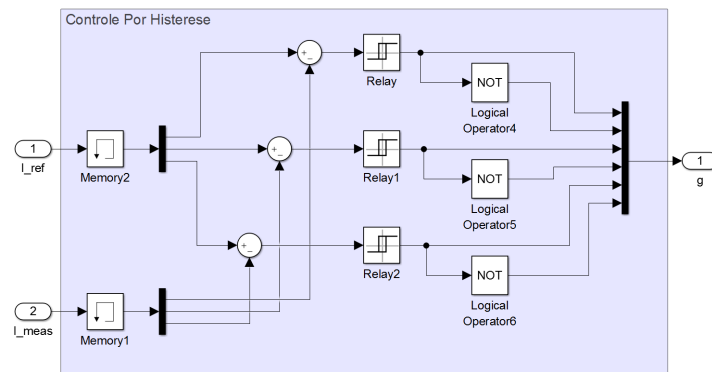 Controle Por Histerese
+
_
Relay
NOT
Logical
Operator4
1
I_ref
Memory2
+
_
Relay1
NOT
Logical
Operator5
1
g
+
_
Relay2
NOT
Logical
Operator6
2
I_meas
Memory1